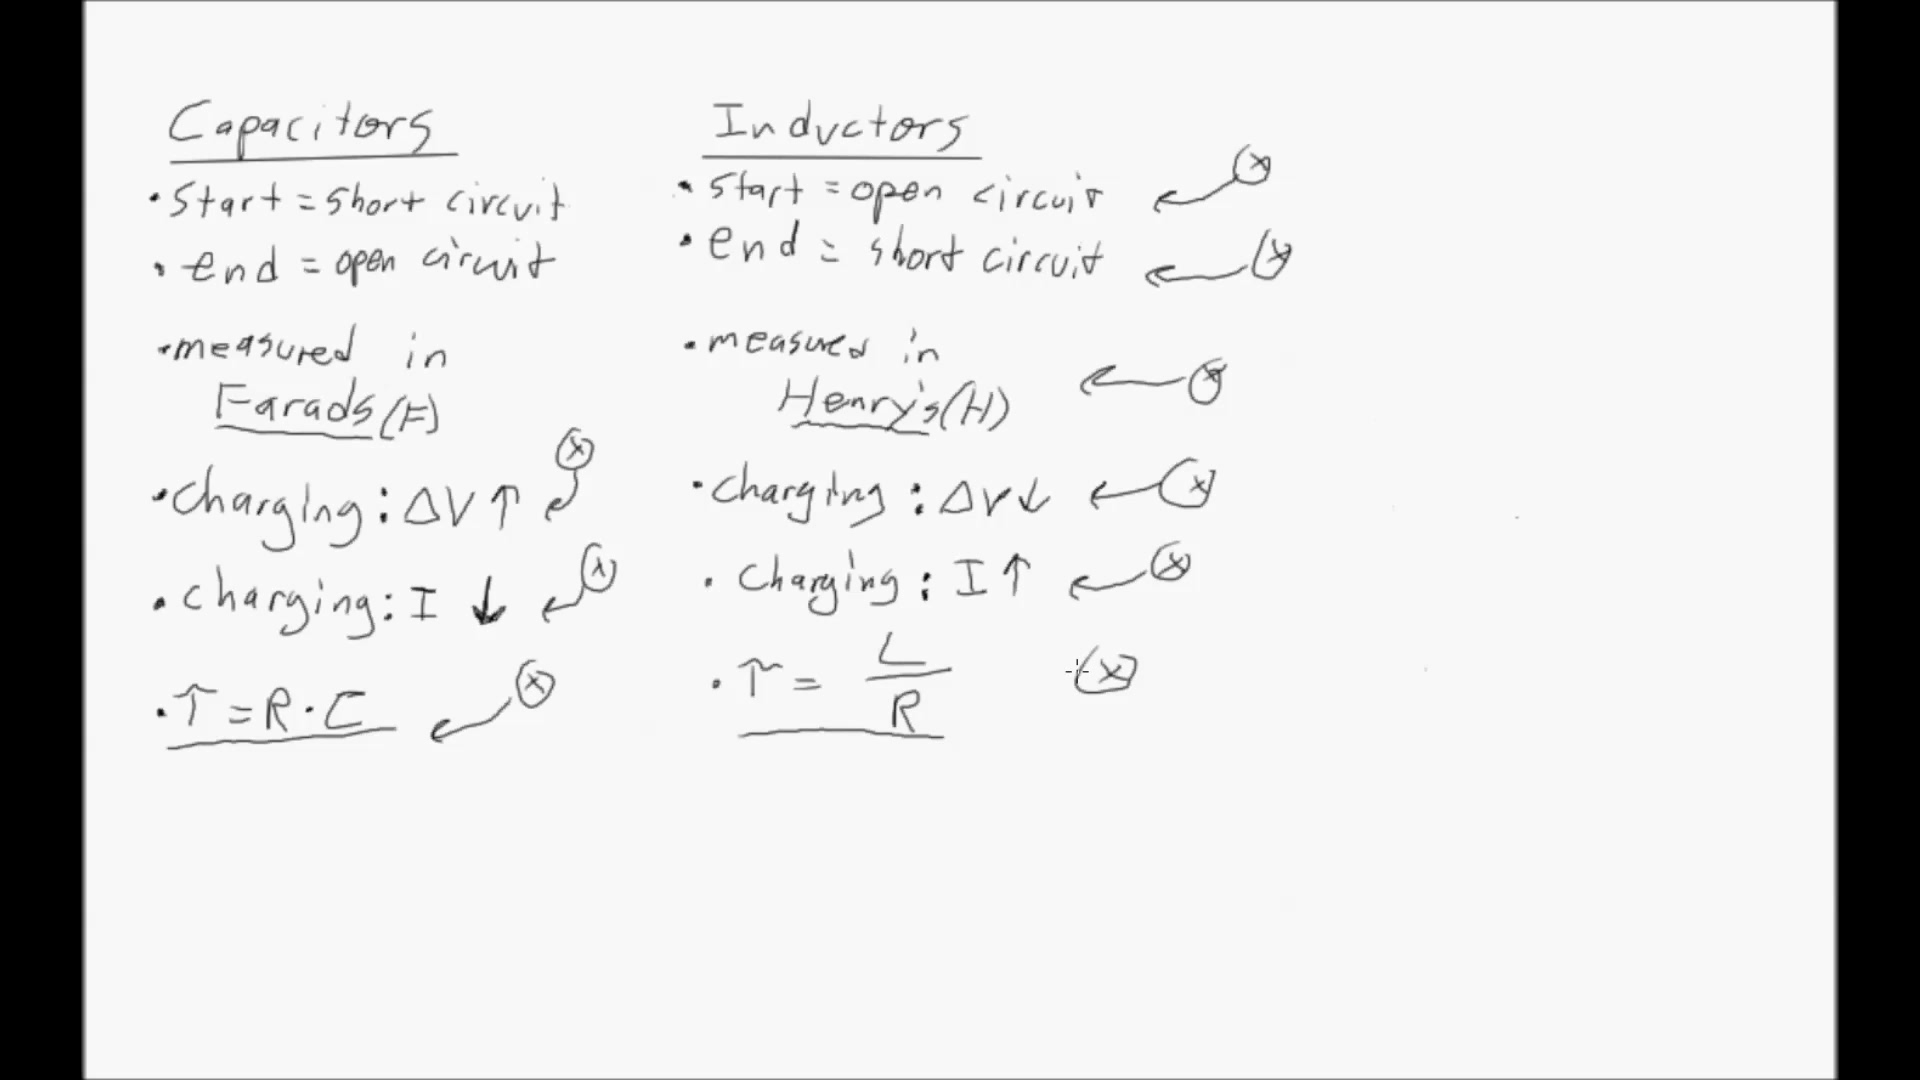 Capacitors
• Start = short circuit
• end = open circuit
• measured in
Farads (F)
• Charging : ΔV ↑ ⓧ
• charging : I ↓ ⓧ
• τ = R · C ⓧ
Inductors
• start = open circuit ⓧ
• end = short circuit ⓧ
• measured in
Henry's (H) ⓧ
• charging : ΔV ↓ ⓧ
• Charging : I ↑ ⓧ
• τ = L / R ⓧ